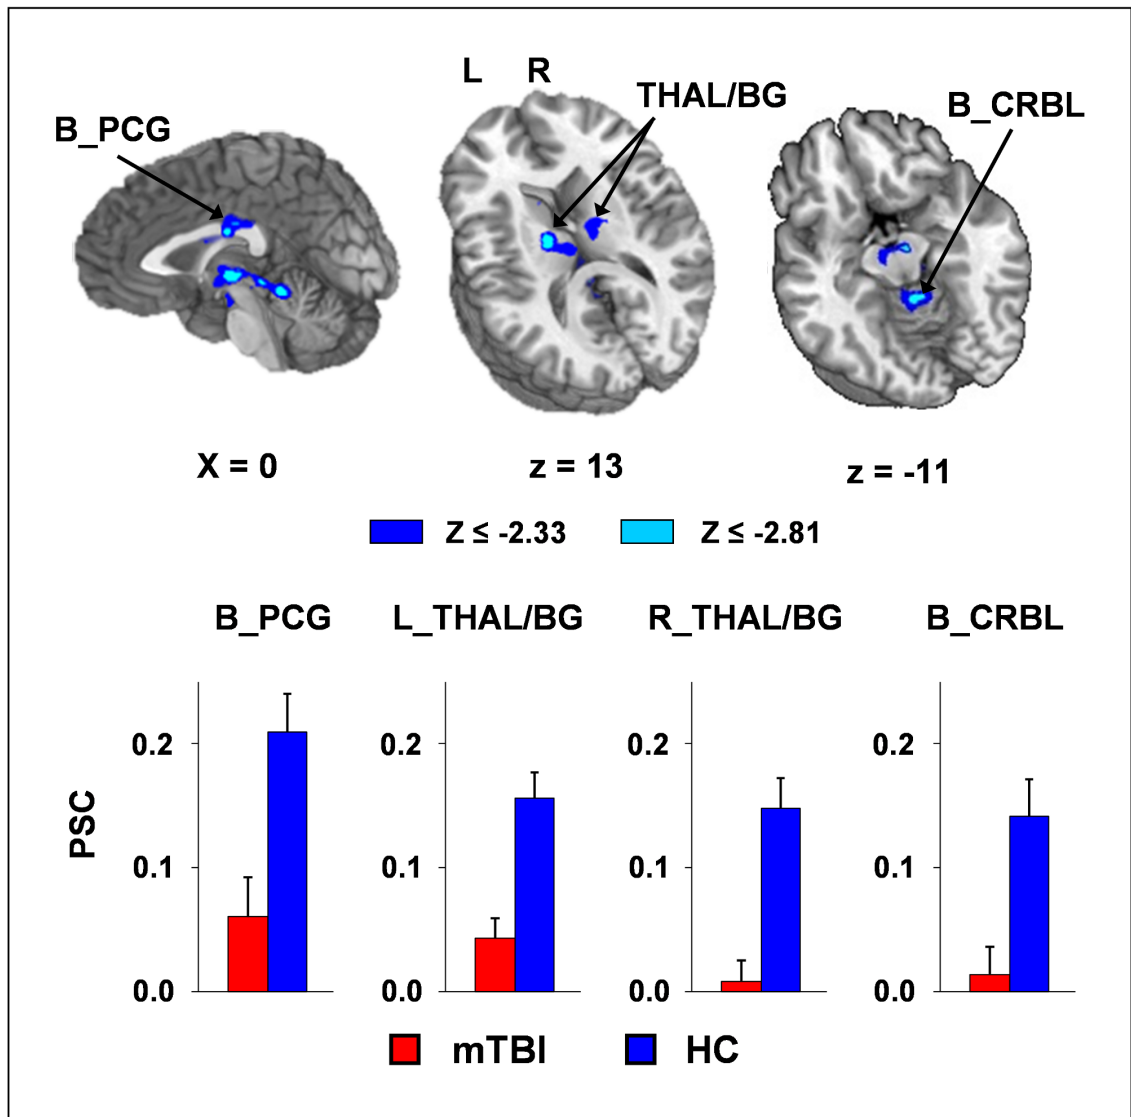 L R
THAL/BG
B_PCG
B_CRBL
X = 0
z = 13
z = -11
Z ≤ -2.33
Z ≤ -2.81
B_PCG
L_THAL/BG
R_THAL/BG
B_CRBL
PSC
0.2
0.1
0.0
0.2
0.1
0.0
0.2
0.1
0.0
0.2
0.1
0.0
mTBI
HC